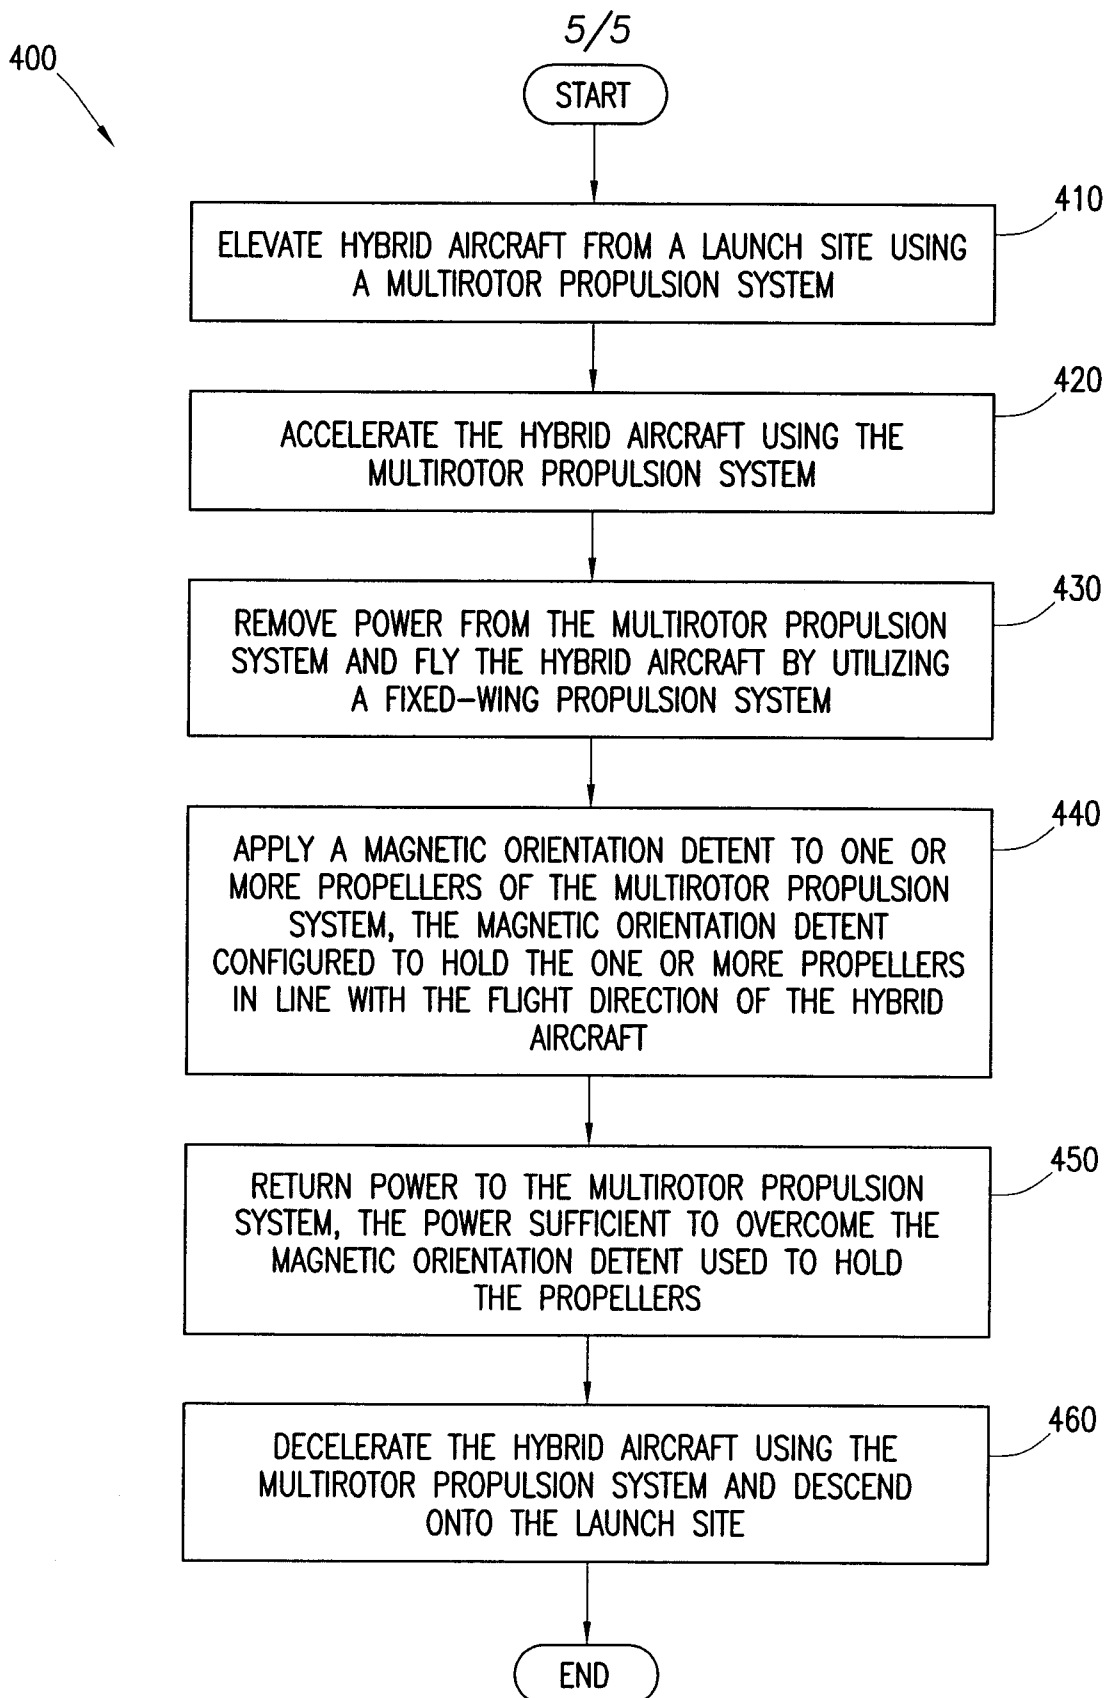 5/5
400
START
410
ELEVATE HYBRID AIRCRAFT FROM A LAUNCH SITE USING
A MULTIROTOR PROPULSION SYSTEM
420
ACCELERATE THE HYBRID AIRCRAFT USING THE
MULTIROTOR PROPULSION SYSTEM
430
REMOVE POWER FROM THE MULTIROTOR PROPULSION
SYSTEM AND FLY THE HYBRID AIRCRAFT BY UTILIZING
A FIXED-WING PROPULSION SYSTEM
440
APPLY A MAGNETIC ORIENTATION DETENT TO ONE OR
MORE PROPELLERS OF THE MULTIROTOR PROPULSION
SYSTEM, THE MAGNETIC ORIENTATION DETENT
CONFIGURED TO HOLD THE ONE OR MORE PROPELLERS
IN LINE WITH THE FLIGHT DIRECTION OF THE HYBRID
AIRCRAFT
450
RETURN POWER TO THE MULTIROTOR PROPULSION
SYSTEM, THE POWER SUFFICIENT TO OVERCOME THE
MAGNETIC ORIENTATION DETENT USED TO HOLD
THE PROPELLERS
460
DECELERATE THE HYBRID AIRCRAFT USING THE
MULTIROTOR PROPULSION SYSTEM AND DESCEND
ONTO THE LAUNCH SITE
END